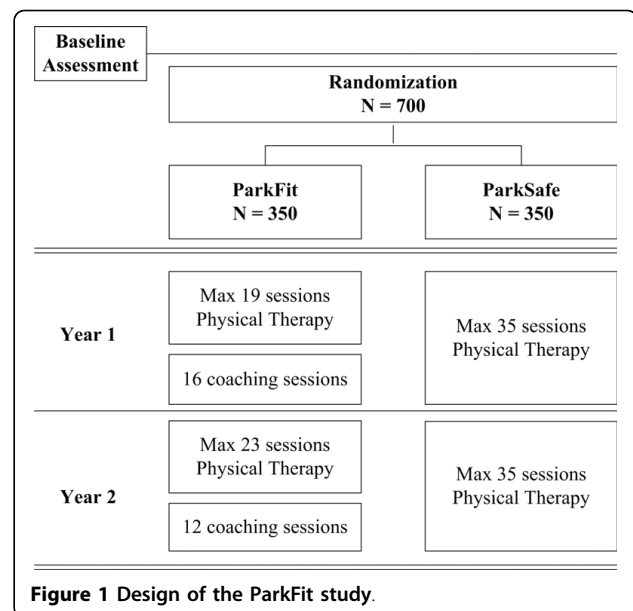 Baseline
Assessment
Randomization
N = 700
ParkFit
N = 350
ParkSafe
N = 350
Year 1
Max 19 sessions
Physical Therapy
16 coaching sessions
Max 35 sessions
Physical Therapy
Year 2
Max 23 sessions
Physical Therapy
12 coaching sessions
Max 35 sessions
Physical Therapy
Figure 1 Design of the ParkFit study.